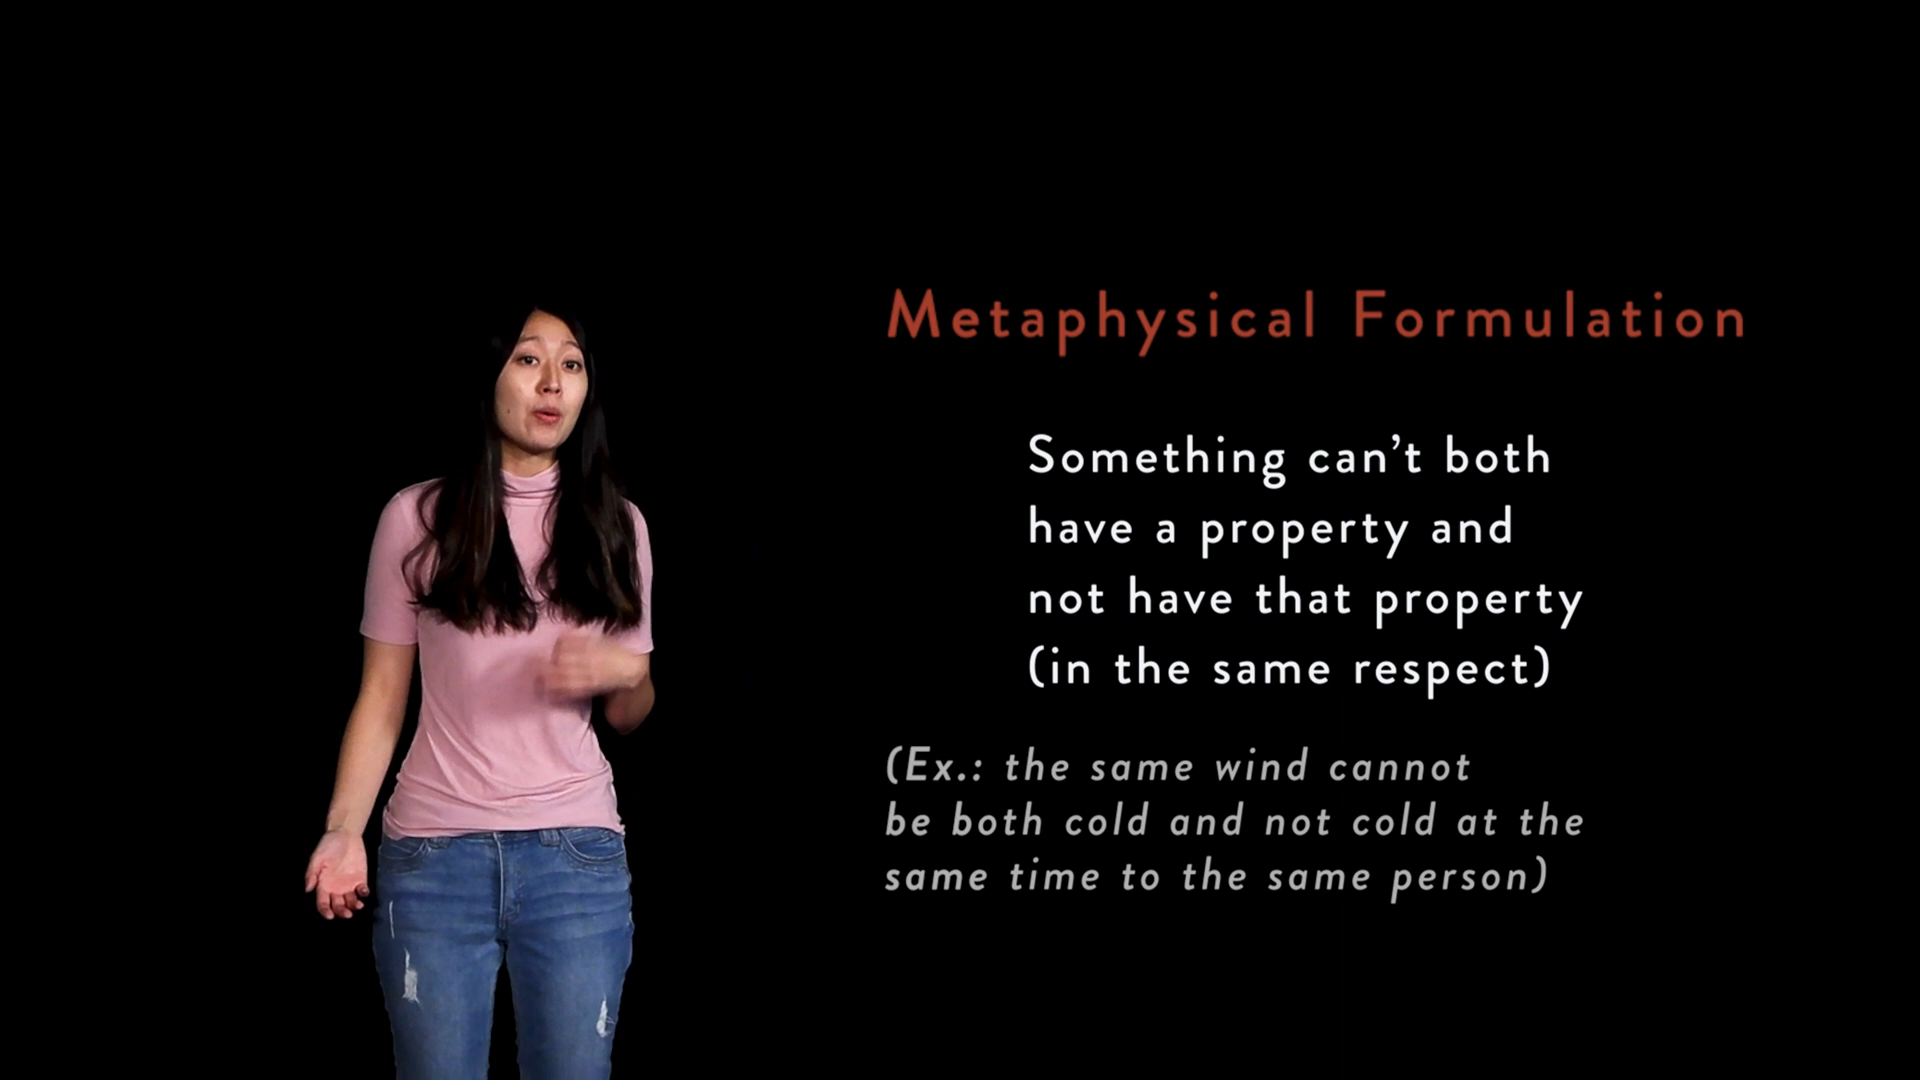 Metaphysical Formulation
Something can’t both
have a property and
not have that property
(in the same respect)
(Ex.: the same wind cannot
be both cold and not cold at the
same time to the same person)